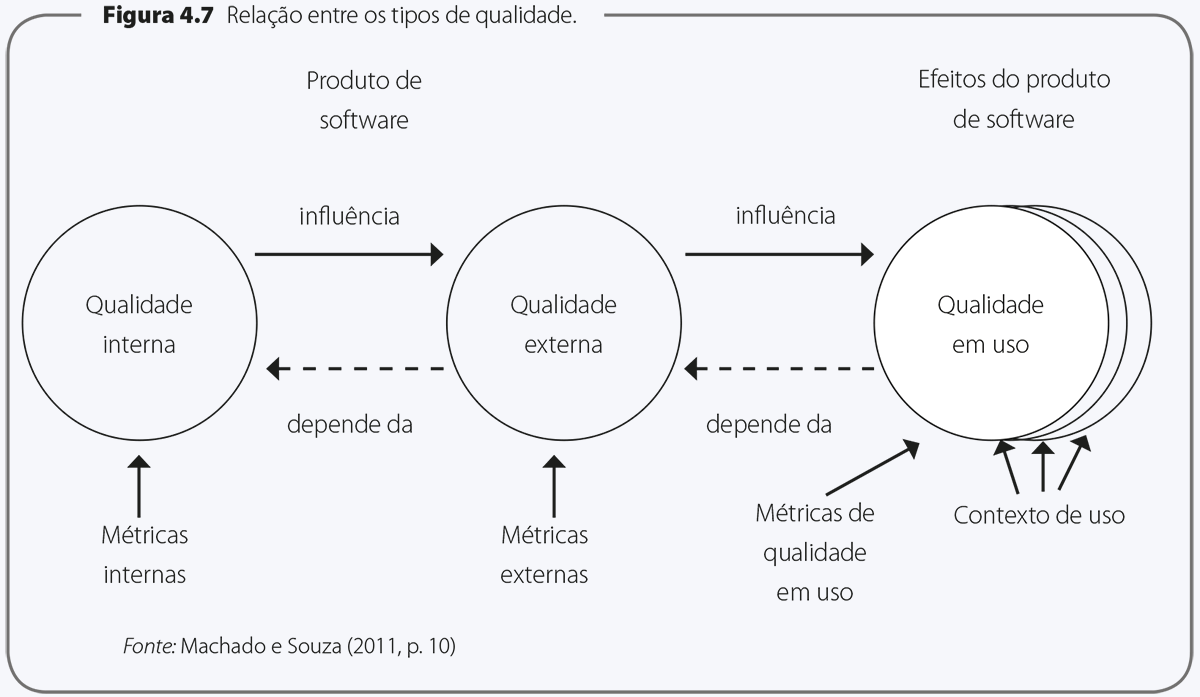 Figura 4.7 Relação entre os tipos de qualidade.
Produto de
software
Efeitos do produto
de software
influência
influência
Qualidade
interna
Qualidade
externa
Qualidade
em uso
depende da
depende da
Métricas
internas
Métricas
externas
Métricas de
qualidade
em uso
Contexto de uso
Fonte: Machado e Souza (2011, p. 10)